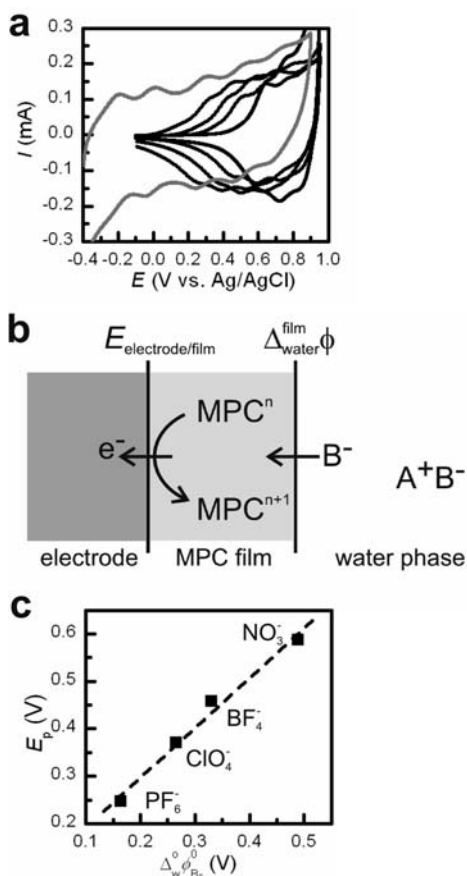 a
0.3
0.2
0.1
0.0
-0.1
-0.2
-0.3
I (mA)
-0.4 -0.2 0.0 0.2 0.4 0.6 0.8 1.0
E (V vs. Ag/AgCl)
b
E electrode/film
Δ film water ϕ
MPCⁿ
e⁻
B⁻
A⁺B⁻
MPCⁿ⁺¹
electrode MPC film water phase
c
0.6
0.5
0.4
0.3
0.2
Eₚ (V)
NO₃⁻
BF₄⁻
ClO₄⁻
PF₆⁻
0.1 0.2 0.3 0.4 0.5